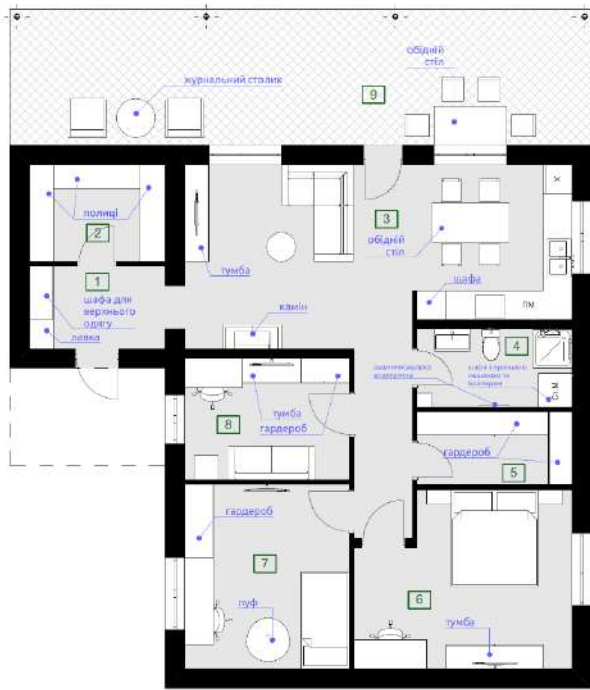 обідній
стіл
журнальний столик
9
полиці
2
3
обідній
стіл
тумба
1
шафа для
верхнього
одягу
лавка
шафа
ПМ
камін
4
Ст.М
тумба
гардероб
8
гардероб
5
гардероб
7
пуф
6
тумба